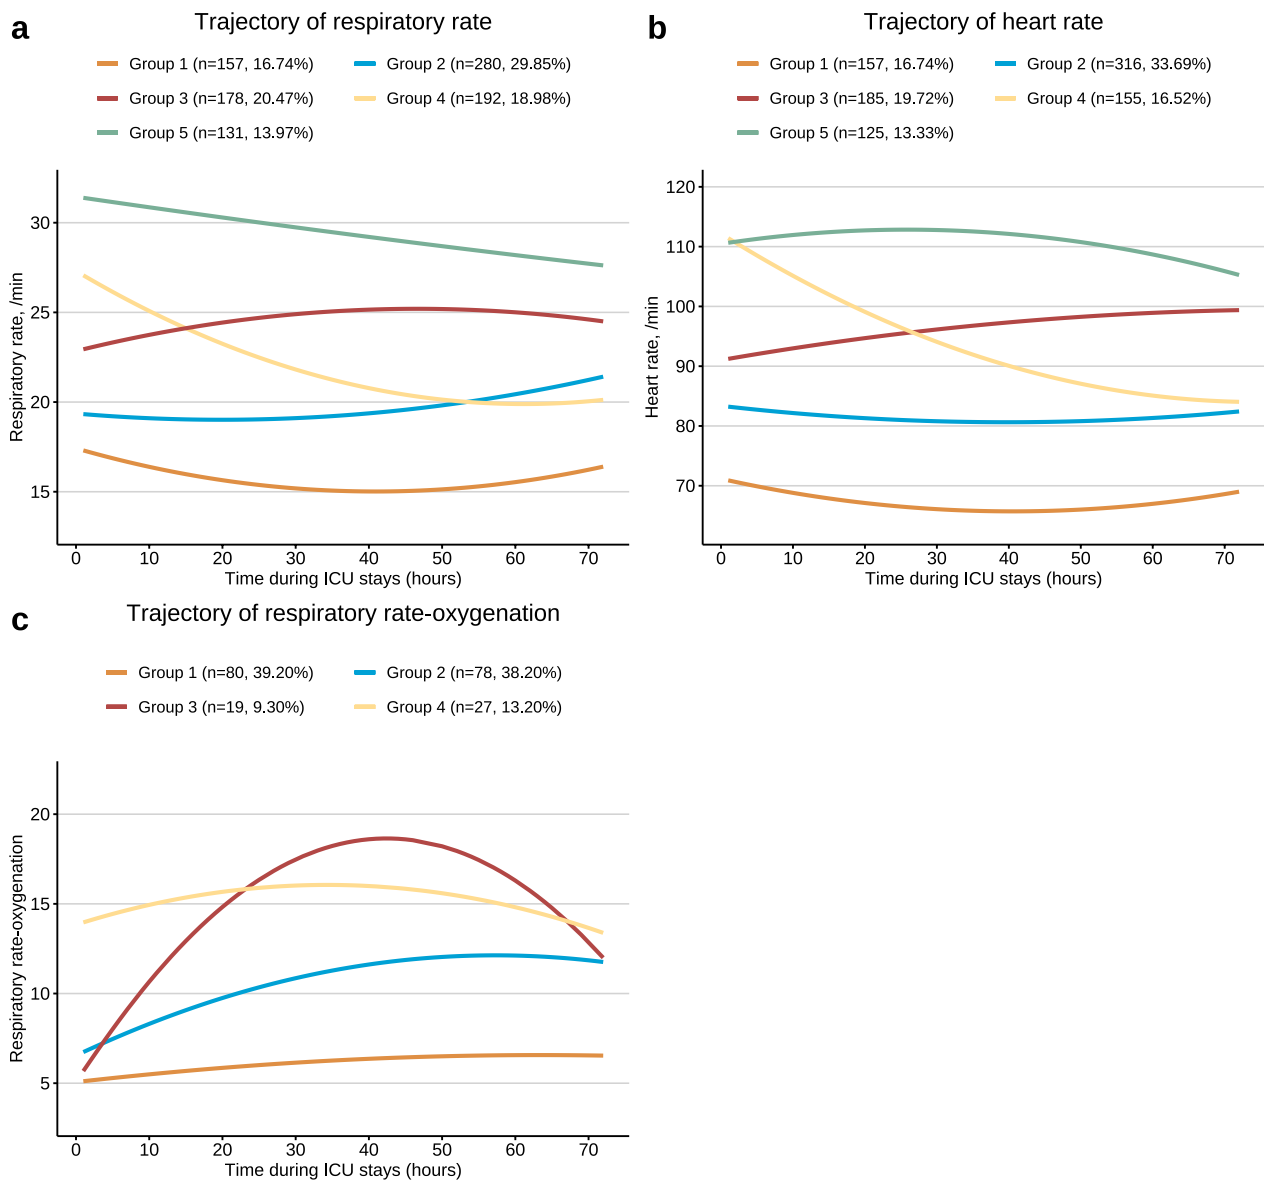 a
Trajectory of respiratory rate
Group 1 (n=157, 16.74%)
Group 2 (n=280, 29.85%)
Group 3 (n=178, 20.47%)
Group 4 (n=192, 18.98%)
Group 5 (n=131, 13.97%)
Respiratory rate, /min
30
25
20
15
0 10 20 30 40 50 60 70
Time during ICU stays (hours)
b
Trajectory of heart rate
Group 1 (n=157, 16.74%)
Group 2 (n=316, 33.69%)
Group 3 (n=185, 19.72%)
Group 4 (n=155, 16.52%)
Group 5 (n=125, 13.33%)
Heart rate, /min
120
110
100
90
80
70
0 10 20 30 40 50 60 70
Time during ICU stays (hours)
c
Trajectory of respiratory rate-oxygenation
Group 1 (n=80, 39.20%)
Group 2 (n=78, 38.20%)
Group 3 (n=19, 9.30%)
Group 4 (n=27, 13.20%)
Respiratory rate-oxygenation
20
15
10
5
0 10 20 30 40 50 60 70
Time during ICU stays (hours)